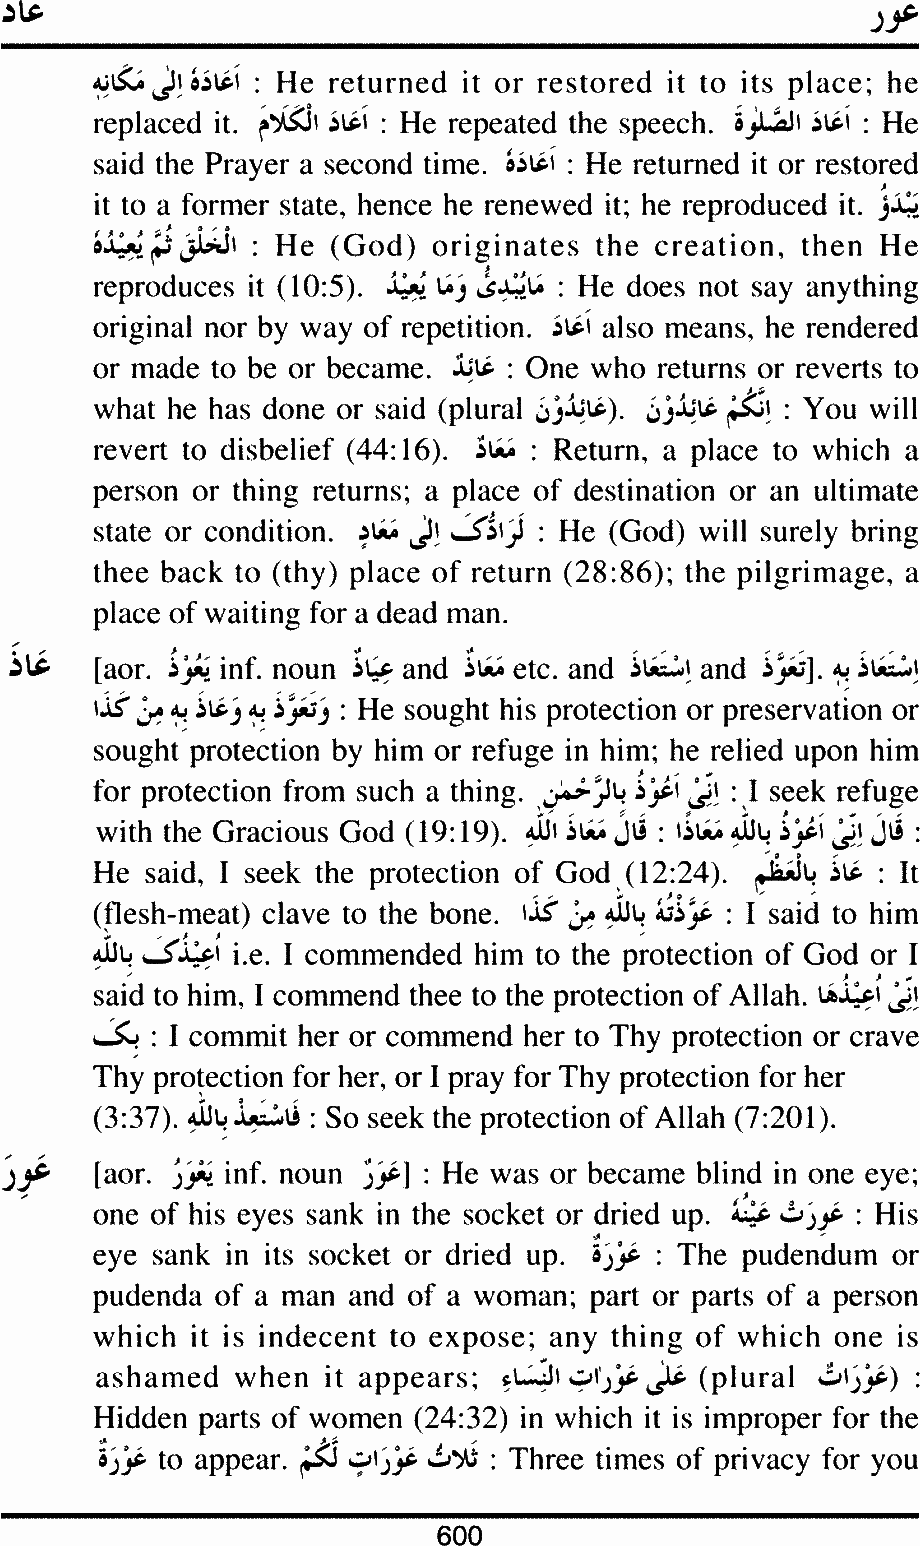 عاد عور
اَعَادَهُ اِلٰى مَكَانِهٖ : He returned it or restored it to its place; he
replaced it. اَعَادَ الْكَلَامَ : He repeated the speech. اَعَادَ الصَّلٰوةَ : He
said the Prayer a second time. اَعَادَهُ : He returned it or restored
it to a former state, hence he renewed it; he reproduced it. يَبْدَؤُ
الْخَلْقَ ثُمَّ يُعِيْدُهُ : He (God) originates the creation, then He
reproduces it (10:5). مَايُبْدِئُ وَمَا يُعِيْدُ : He does not say anything
original nor by way of repetition. اَعَادَ also means, he rendered
or made to be or became. عَائِدٌ : One who returns or reverts to
what he has done or said (plural عَائِدُوْنَ). اِنَّكُمْ عَائِدُوْنَ : You will
revert to disbelief (44:16). مَعَادٌ : Return, a place to which a
person or thing returns; a place of destination or an ultimate
state or condition. لَرَادُّكَ اِلٰى مَعَادٍ : He (God) will surely bring
thee back to (thy) place of return (28:86); the pilgrimage, a
place of waiting for a dead man.
عَاذَ [aor. يَعُوْذُ inf. noun عِيَاذٌ and مَعَاذٌ etc. and اِسْتَعَاذَ and تَعَوَّذَ]. اِسْتَعَاذَ بِهٖ
وَتَعَوَّذَ بِهٖ وَعَاذَ بِهٖ مِنْ كَذَا : He sought his protection or preservation or
sought protection by him or refuge in him; he relied upon him
for protection from such a thing. اِنِّىْ اَعُوْذُ بِالرَّحْمٰنِ : I seek refuge
with the Gracious God (19:19). قَالَ اِنِّىْ اَعُوْذُ بِاللّٰهِ مَعَاذًا : قَالَ مَعَاذَ اللّٰهِ :
He said, I seek the protection of God (12:24). عَاذَ بِالْعَظْمِ : It
(flesh-meat) clave to the bone. عَوَّذْتُهُ بِاللّٰهِ مِنْ كَذَا : I said to him
اُعِيْذُكَ بِاللّٰهِ i.e. I commended him to the protection of God or I
said to him, I commend thee to the protection of Allah. اِنِّىْ اُعِيْذُهَا
بِكَ : I commit her or commend her to Thy protection or crave
Thy protection for her, or I pray for Thy protection for her
(3:37). فَاسْتَعِذْ بِاللّٰهِ : So seek the protection of Allah (7:201).
عَوِرَ [aor. يَعْوَرُ inf. noun عَوَرٌ] : He was or became blind in one eye;
one of his eyes sank in the socket or dried up. عَوِرَتْ عَيْنُهُ : His
eye sank in its socket or dried up. عَوْرَةٌ : The pudendum or
pudenda of a man and of a woman; part or parts of a person
which it is indecent to expose; any thing of which one is
ashamed when it appears; عَلٰى عَوْرَاتِ النِّسَاءِ (plural عَوْرَاتٌ) :
Hidden parts of women (24:32) in which it is improper for the
عَوْرَةٌ to appear. ثَلَاثُ عَوْرَاتٍ لَكُمْ : Three times of privacy for you
600